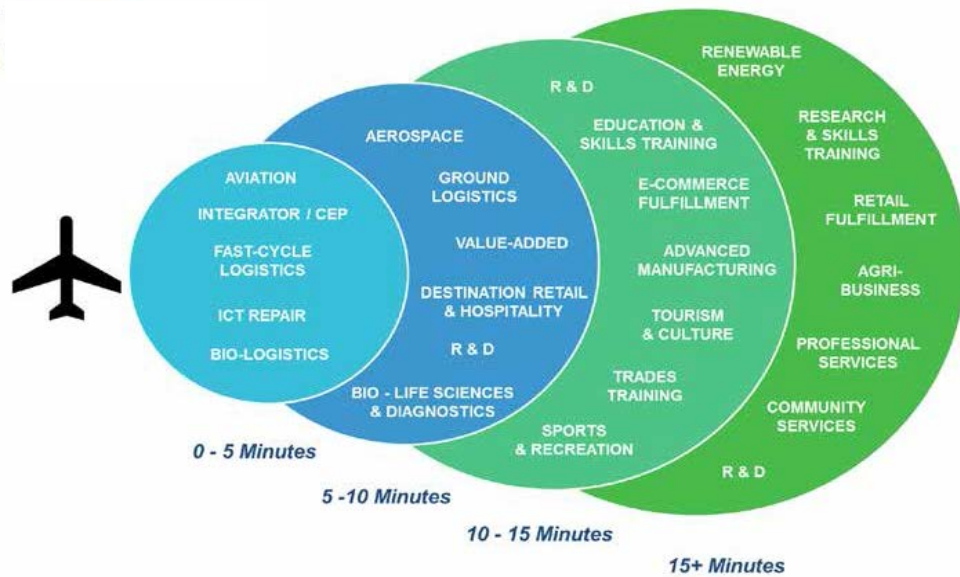 AVIATION
INTEGRATOR / CEP
FAST-CYCLE
LOGISTICS
ICT REPAIR
BIO-LOGISTICS
0 - 5 Minutes
AEROSPACE
GROUND
LOGISTICS
VALUE-ADDED
DESTINATION RETAIL
& HOSPITALITY
R & D
BIO - LIFE SCIENCES
& DIAGNOSTICS
5 -10 Minutes
R & D
EDUCATION &
SKILLS TRAINING
E-COMMERCE
FULFILLMENT
ADVANCED
MANUFACTURING
TOURISM
& CULTURE
TRADES
TRAINING
SPORTS
& RECREATION
10 - 15 Minutes
RENEWABLE
ENERGY
RESEARCH
& SKILLS
TRAINING
RETAIL
FULFILLMENT
AGRI-
BUSINESS
PROFESSIONAL
SERVICES
COMMUNITY
SERVICES
R & D
15+ Minutes